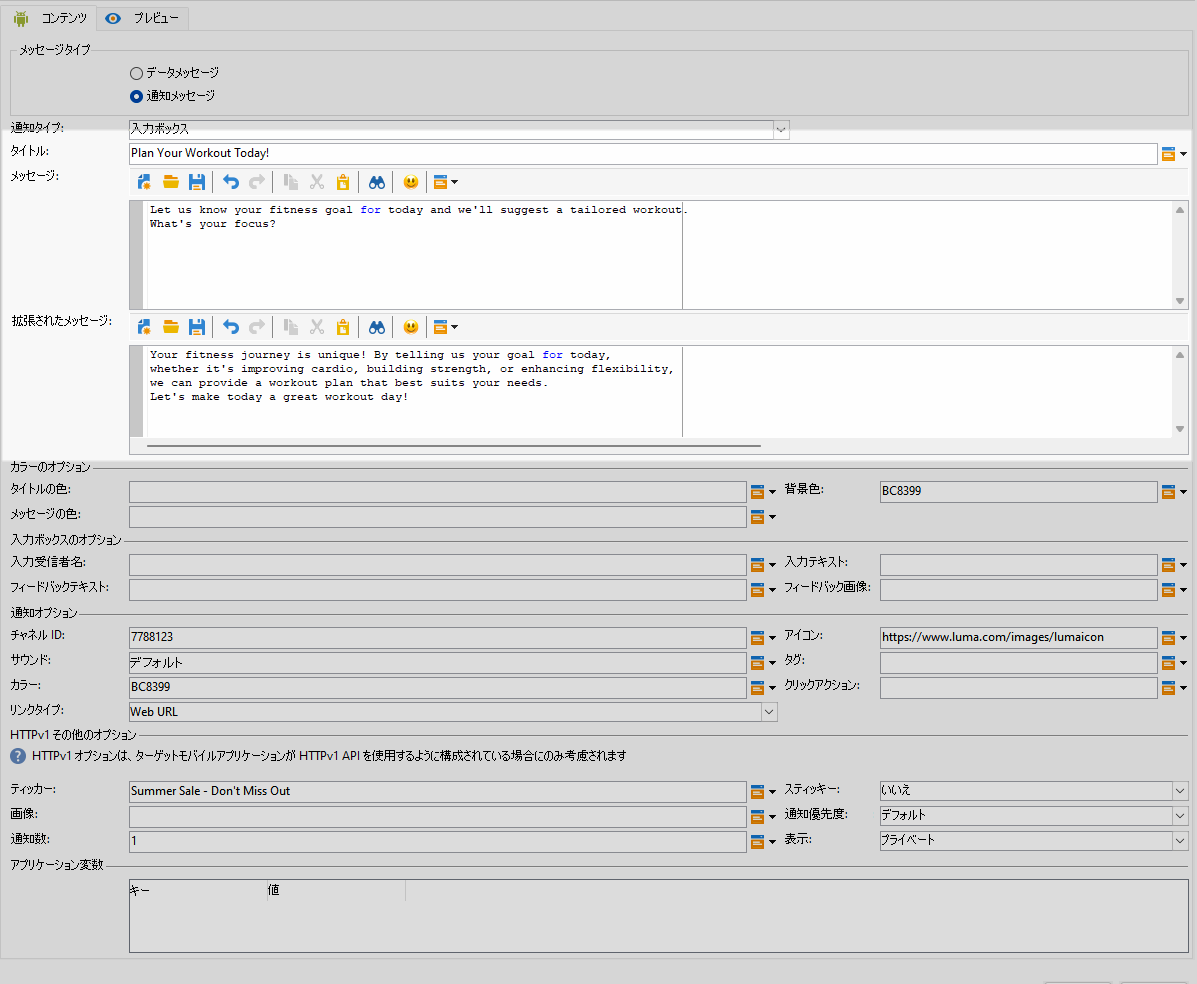 コンテンツ
プレビュー
メッセージタイプ
データメッセージ
通知メッセージ
通知タイプ: 入力ボックス
タイトル: Plan Your Workout Today!
メッセージ:
Let us know your fitness goal for today and we'll suggest a tailored workout.
What's your focus?
拡張されたメッセージ:
Your fitness journey is unique! By telling us your goal for today,
whether it's improving cardio, building strength, or enhancing flexibility,
we can provide a workout plan that best suits your needs.
Let's make today a great workout day!
カラーのオプション
タイトルの色: 背景色: BC8399
メッセージの色:
入力ボックスのオプション
入力受信者名: 入力テキスト:
フィードバックテキスト: フィードバック画像:
通知オプション
チャネル ID: 7788123 アイコン: https://www.luma.com/images/lumaicon
サウンド: デフォルト タグ:
カラー: BC8399 クリックアクション:
リンクタイプ: Web URL
HTTPv1 その他のオプション
HTTPv1 オプションは、ターゲットモバイルアプリケーションが HTTPv1 API を使用するように構成されている場合にのみ考慮されます
ティッカー: Summer Sale - Don't Miss Out スティッキー: いいえ
画像: 通知優先度: デフォルト
通知数: 1 表示: プライベート
アプリケーション変数
キー 値